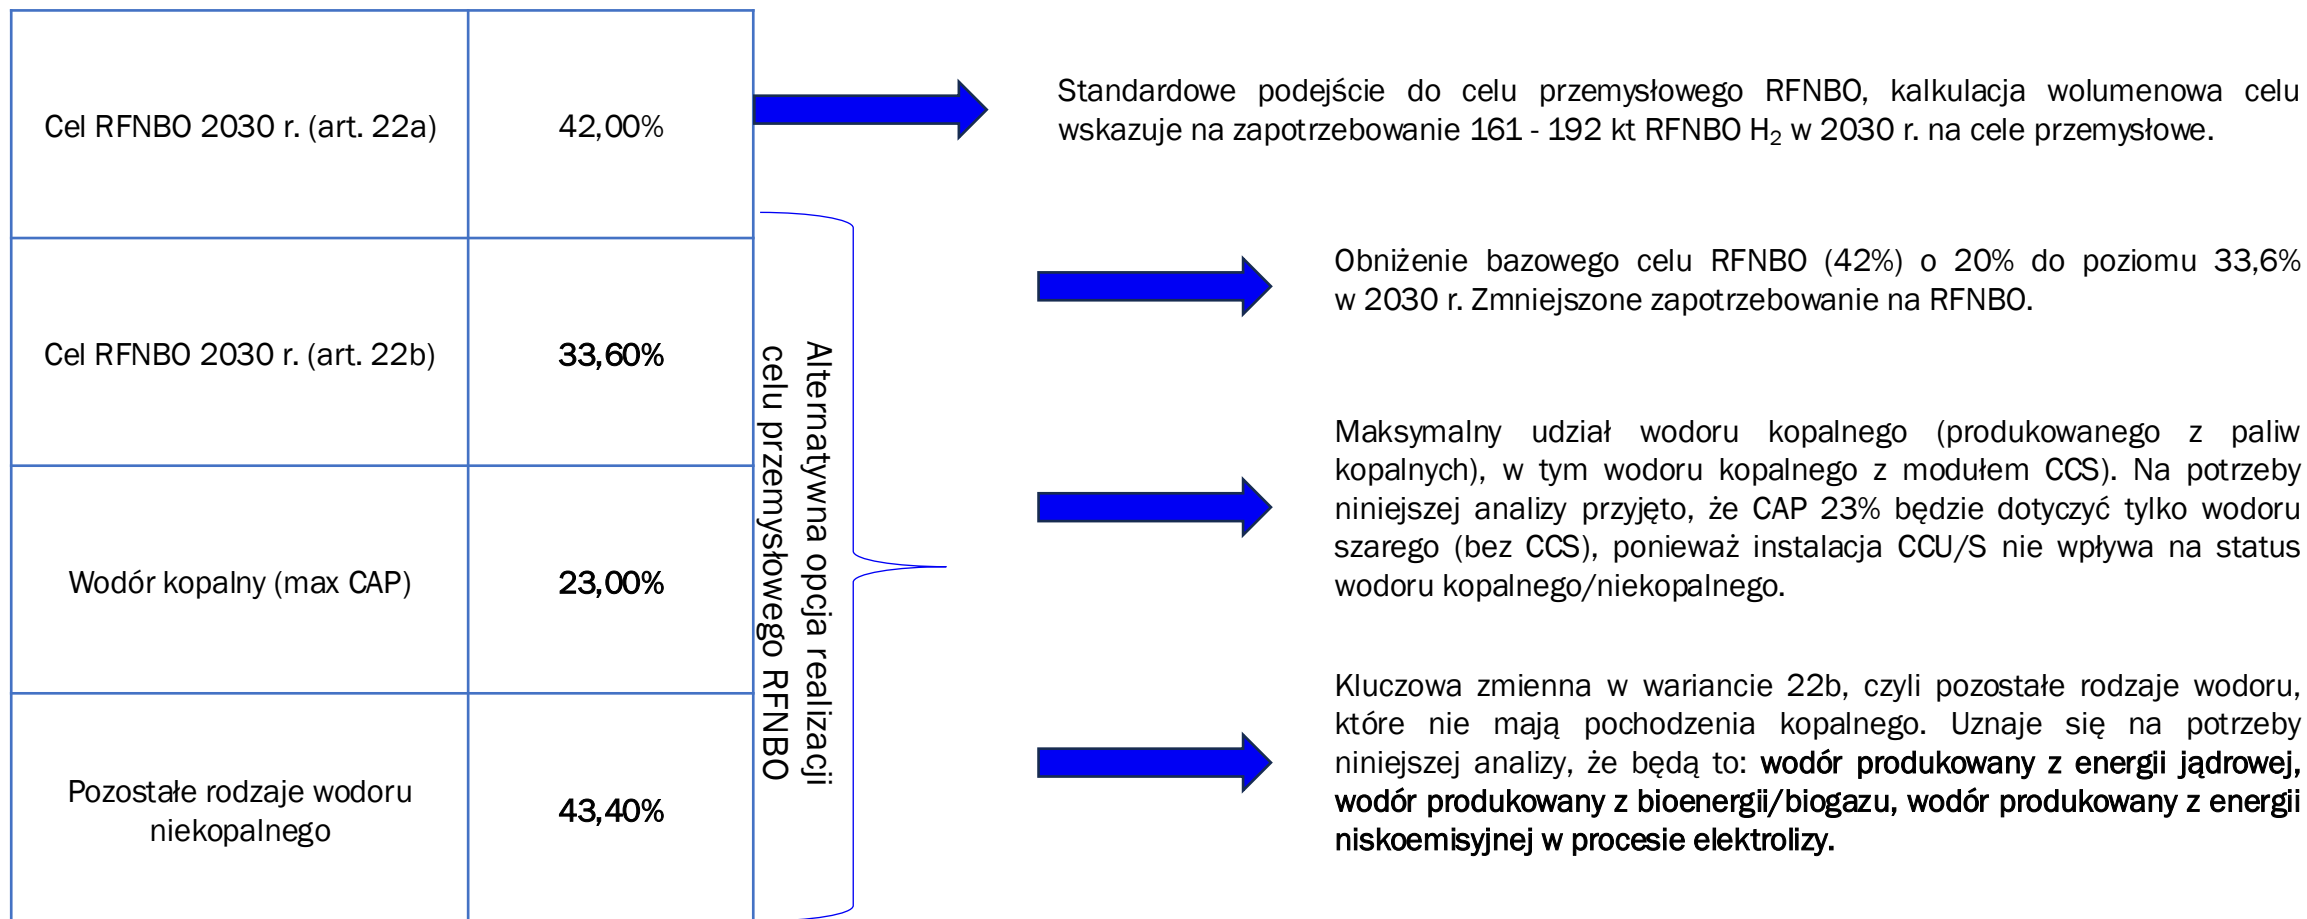 Cel RFNBO 2030 r. (art. 22a)
42,00%
Standardowe podejście do celu przemysłowego RFNBO, kalkulacja wolumenowa celu
wskazuje na zapotrzebowanie 161 - 192 kt RFNBO H₂ w 2030 r. na cele przemysłowe.
Cel RFNBO 2030 r. (art. 22b)
33,60%
Obniżenie bazowego celu RFNBO (42%) o 20% do poziomu 33,6%
w 2030 r. Zmniejszone zapotrzebowanie na RFNBO.
Alternatywna opcja realizacji
celu przemysłowego RFNBO
Wodór kopalny (max CAP)
23,00%
Maksymalny udział wodoru kopalnego (produkowanego z paliw
kopalnych), w tym wodoru kopalnego z modułem CCS). Na potrzeby
niniejszej analizy przyjęto, że CAP 23% będzie dotyczyć tylko wodoru
szarego (bez CCS), ponieważ instalacja CCU/S nie wpływa na status
wodoru kopalnego/niekopalnego.
Pozostałe rodzaje wodoru
niekopalnego
43,40%
Kluczowa zmienna w wariancie 22b, czyli pozostałe rodzaje wodoru,
które nie mają pochodzenia kopalnego. Uznaje się na potrzeby
niniejszej analizy, że będą to: wodór produkowany z energii jądrowej,
wodór produkowany z bioenergii/biogazu, wodór produkowany z energii
niskoemisyjnej w procesie elektrolizy.